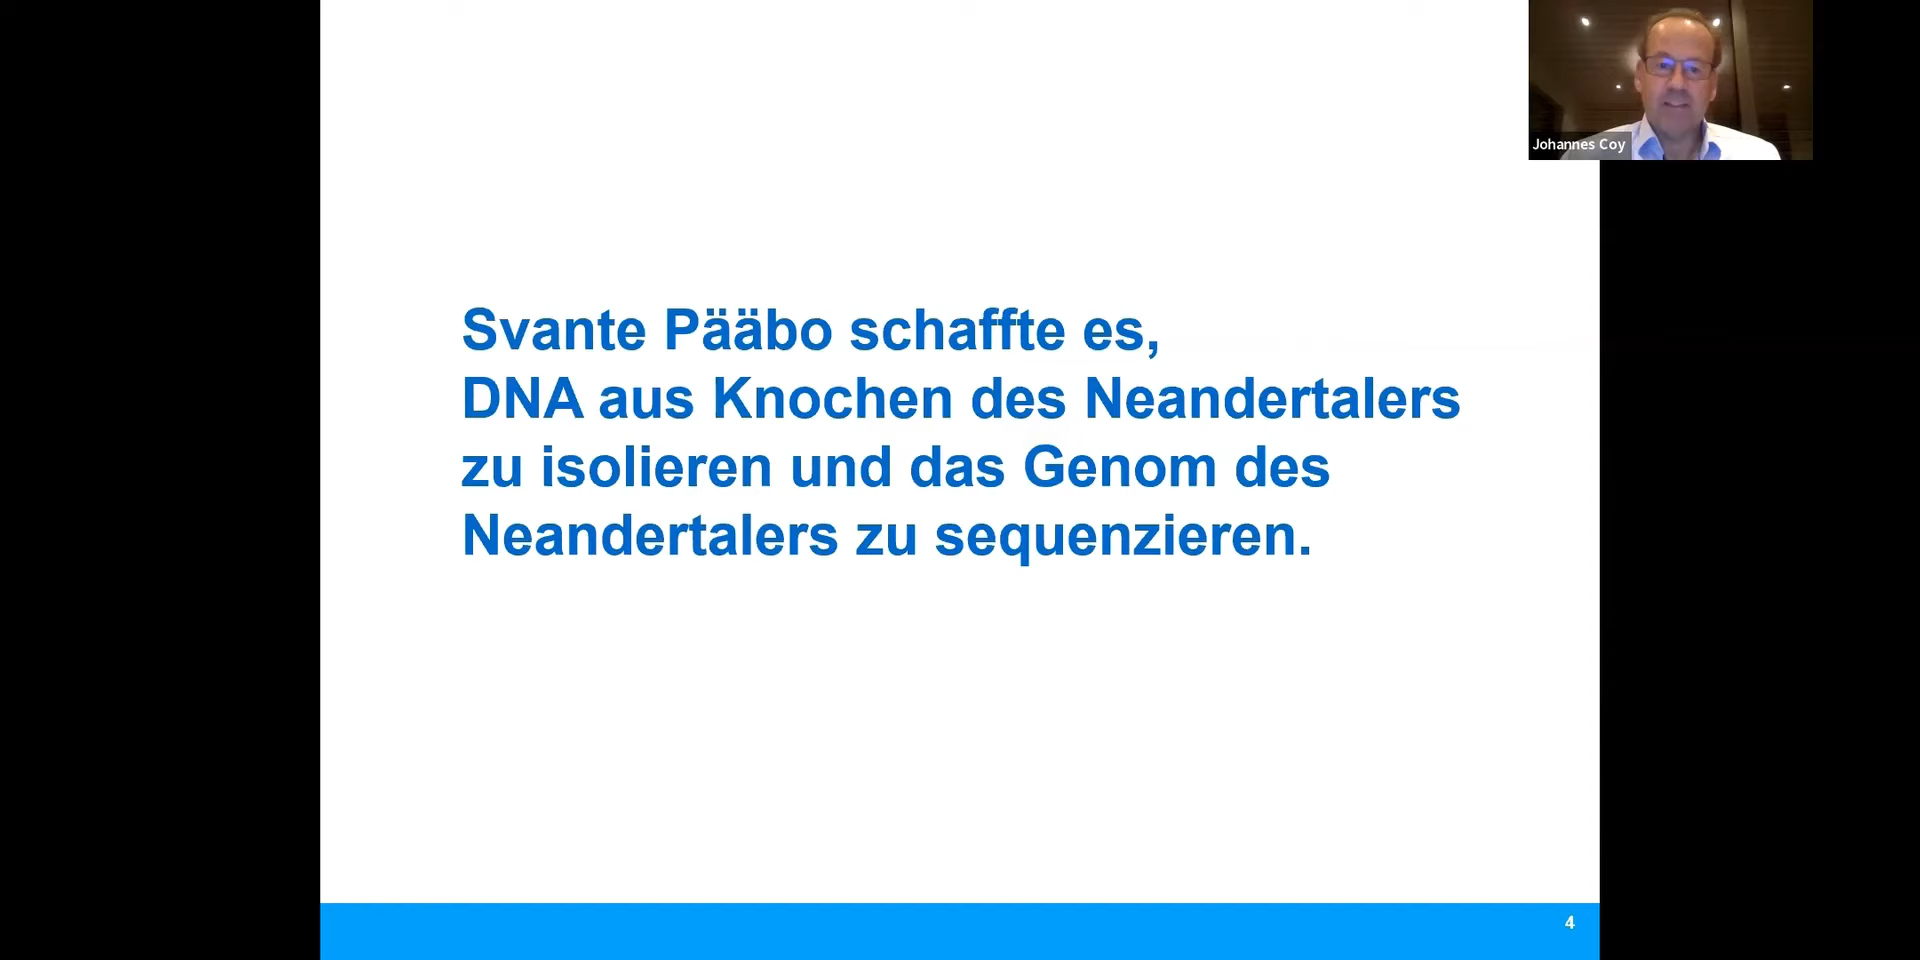 Johannes Coy
Svante Pääbo schaffte es,
DNA aus Knochen des Neandertalers
zu isolieren und das Genom des
Neandertalers zu sequenzieren.
4